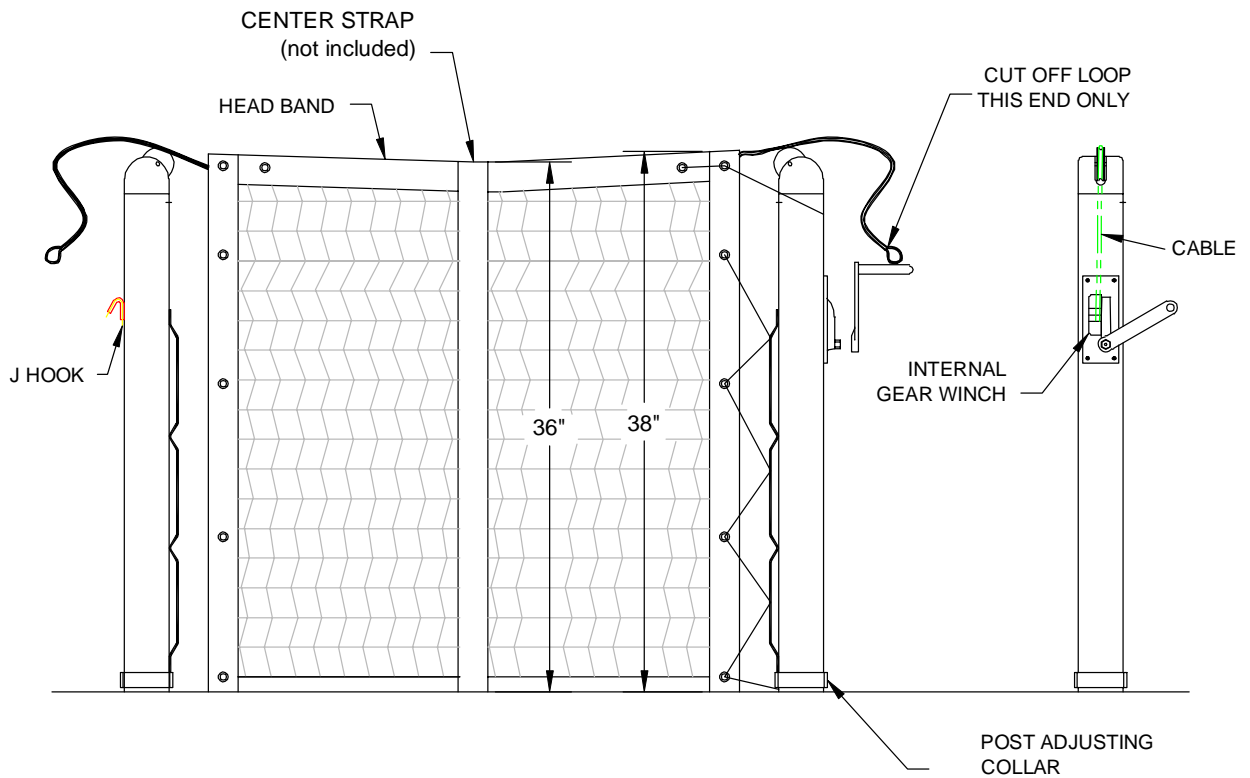 CENTER STRAP
(not included)
HEAD BAND
CUT OFF LOOP
THIS END ONLY
CABLE
J HOOK
INTERNAL
GEAR WINCH
36"
38"
POST ADJUSTING
COLLAR